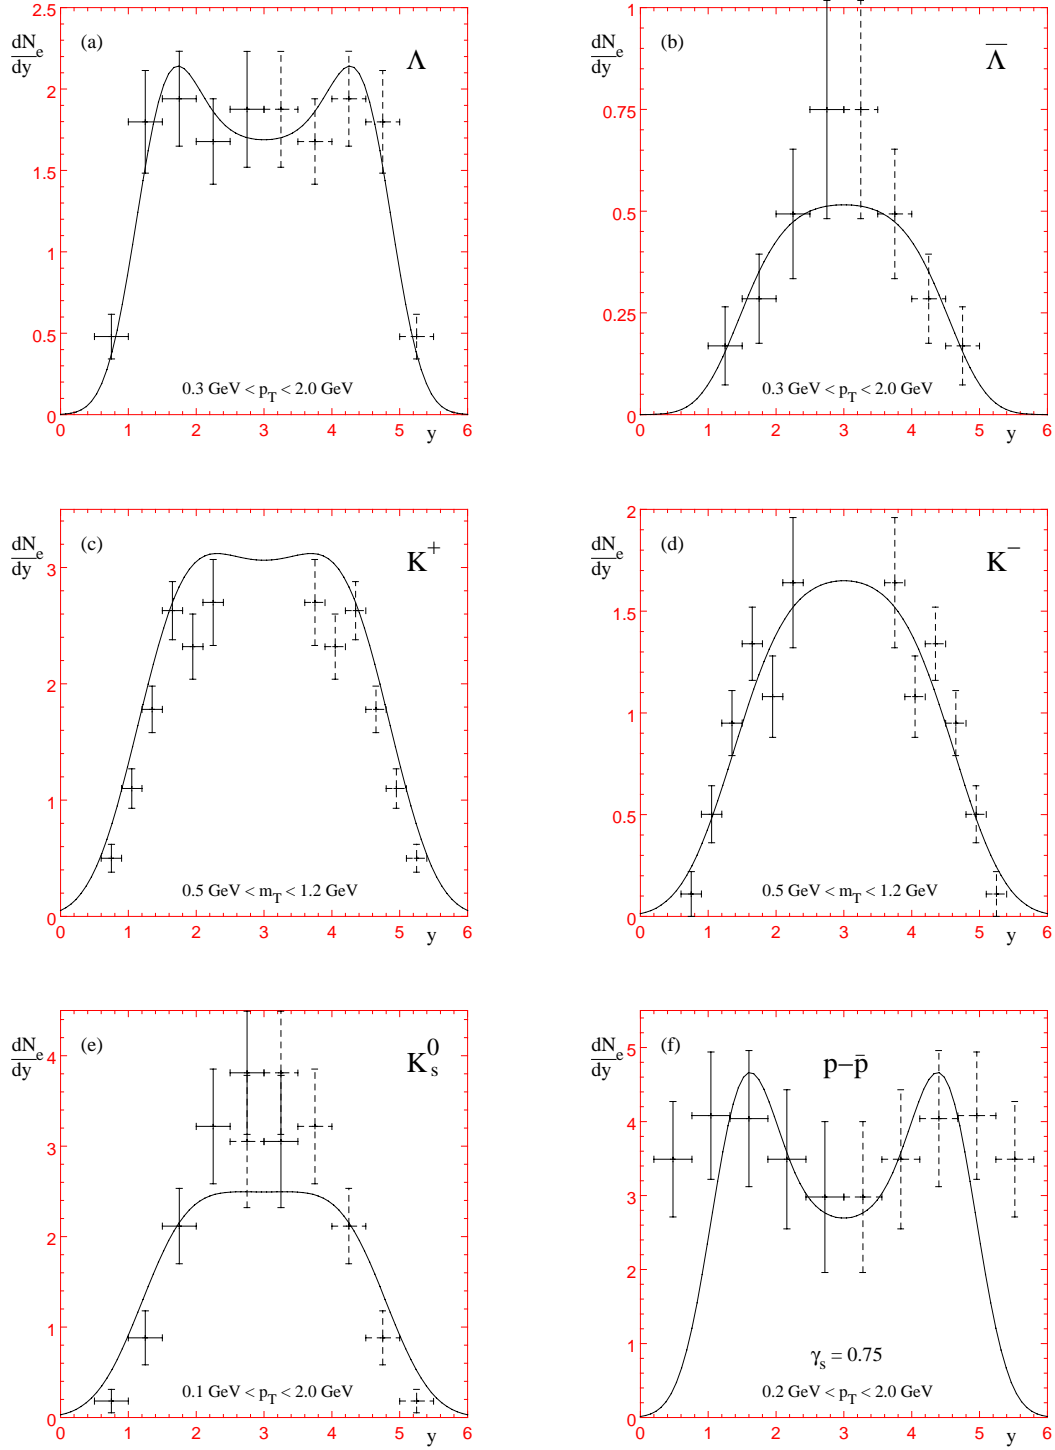 (a)
dN_e/dy
Λ
2.5
2
1.5
1
0.5
0
0.3 GeV < p_T < 2.0 GeV
0 1 2 3 4 5 6
y
(b)
dN_e/dy
Λ̅
1
0.75
0.5
0.25
0
0.3 GeV < p_T < 2.0 GeV
0 1 2 3 4 5 6
y
(c)
dN_e/dy
K^+
3
2
1
0
0.5 GeV < m_T < 1.2 GeV
0 1 2 3 4 5 6
y
(d)
dN_e/dy
K^−
2
1.5
1
0.5
0
0.5 GeV < m_T < 1.2 GeV
0 1 2 3 4 5 6
y
(e)
dN_e/dy
K^0_s
4
3
2
1
0
0.1 GeV < p_T < 2.0 GeV
0 1 2 3 4 5 6
y
(f)
dN_e/dy
p−p̄
5
4
3
2
1
0
γ_s = 0.75
0.2 GeV < p_T < 2.0 GeV
0 1 2 3 4 5 6
y